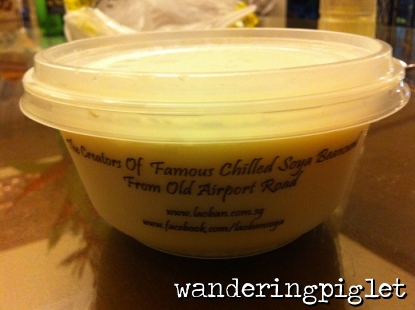 The Creators Of Famous Chilled Soya Beancurd
From Old Airport Road
www.laoban.com.sg
www.facebook.com/laobansoya
wanderingpiglet